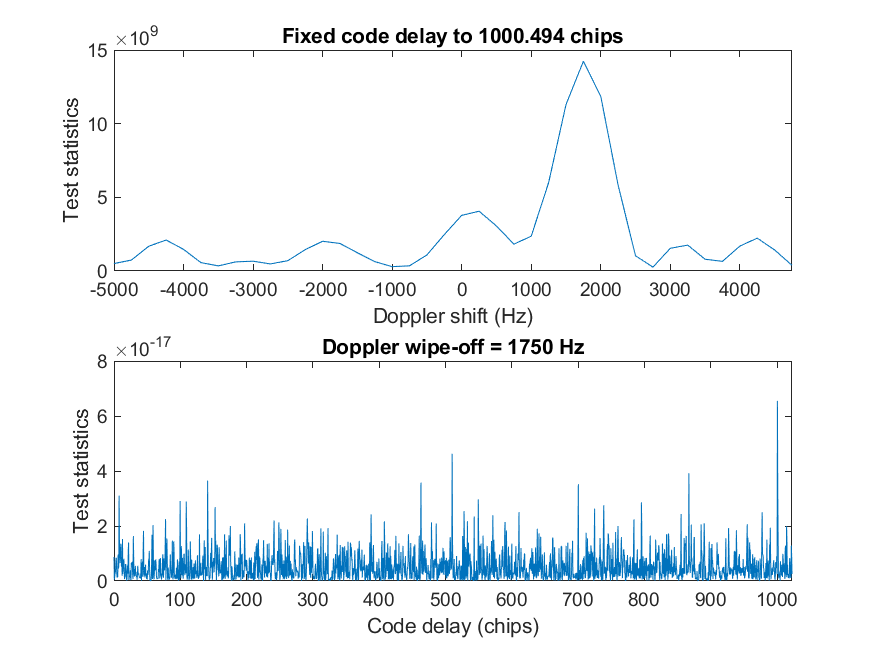 Fixed code delay to 1000.494 chips
×10^9
15
10
5
0
Test statistics
-5000 -4000 -3000 -2000 -1000 0 1000 2000 3000 4000
Doppler shift (Hz)
Doppler wipe-off = 1750 Hz
×10^-17
8
6
4
2
0
Test statistics
0 100 200 300 400 500 600 700 800 900 1000
Code delay (chips)